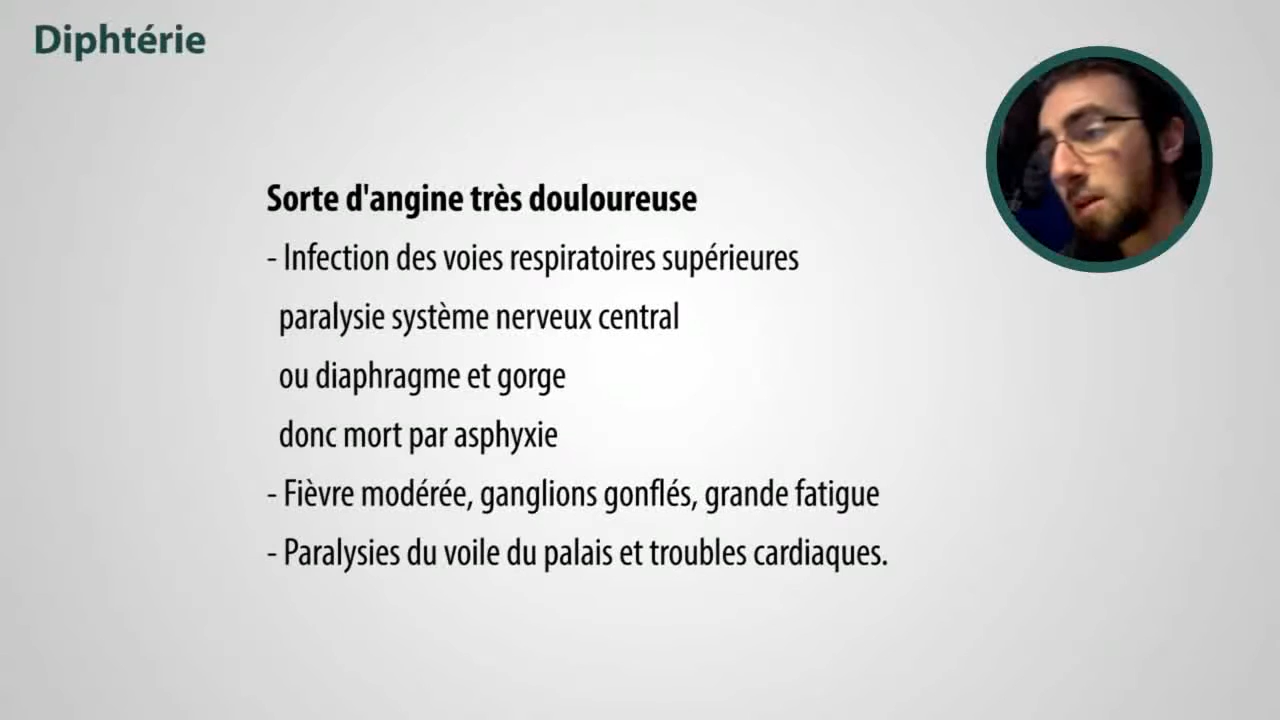 Diphtérie
Sorte d'angine très douloureuse
- Infection des voies respiratoires supérieures
paralysie système nerveux central
ou diaphragme et gorge
donc mort par asphyxie
- Fièvre modérée, ganglions gonflés, grande fatigue
- Paralysies du voile du palais et troubles cardiaques.